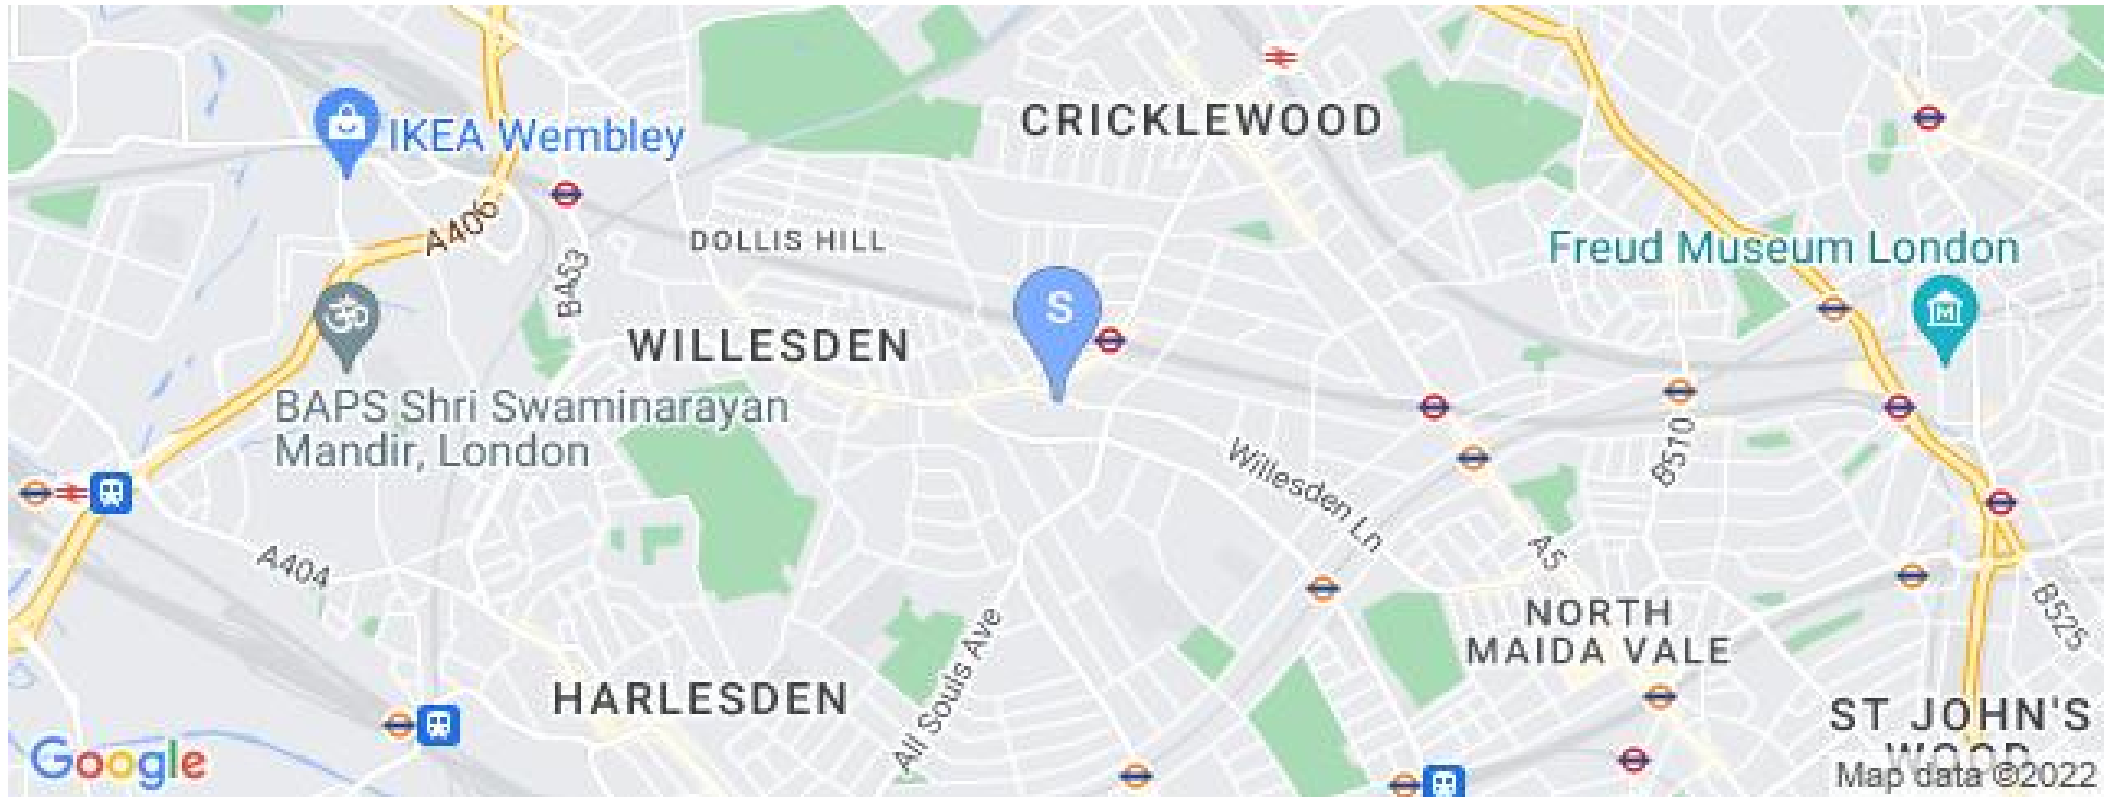 CRICKLEWOOD
IKEA Wembley
A406
DOLLIS HILL
B453
Freud Museum London
M
S
WILLESDEN
BAPS Shri Swaminarayan
Mandir, London
B510
Willesden Ln
A404
A5
NORTH
MAIDA VALE
B525
All Souls Ave
HARLESDEN
ST JOHN'S
WOOD
Google
Map data ©2022